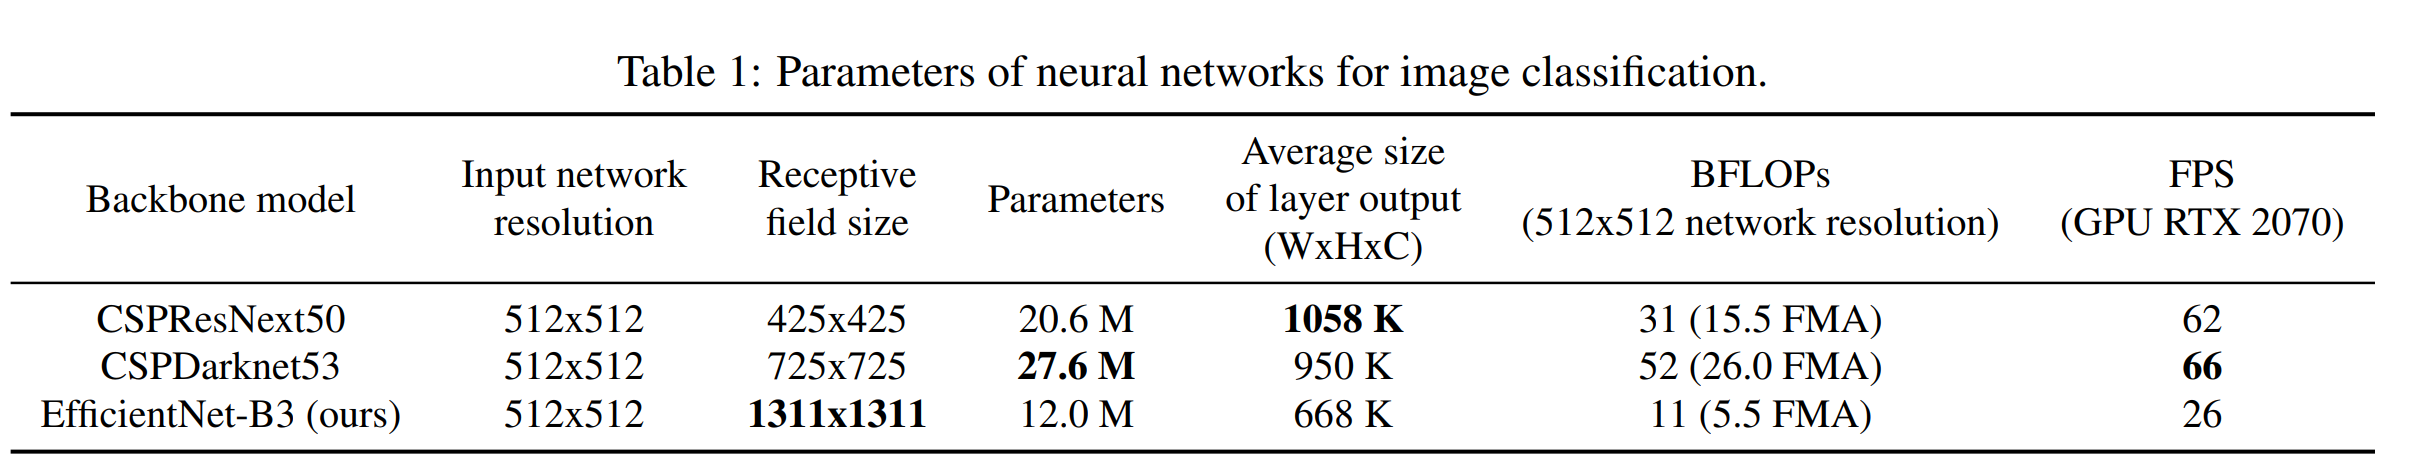 Table 1: Parameters of neural networks for image classification.
Backbone model Input network resolution Receptive field size Parameters Average size of layer output (WxHxC) BFLOPs (512x512 network resolution) FPS (GPU RTX 2070)
CSPResNext50 512x512 425x425 20.6 M 1058 K 31 (15.5 FMA) 62
CSPDarknet53 512x512 725x725 27.6 M 950 K 52 (26.0 FMA) 66
EfficientNet-B3 (ours) 512x512 1311x1311 12.0 M 668 K 11 (5.5 FMA) 26